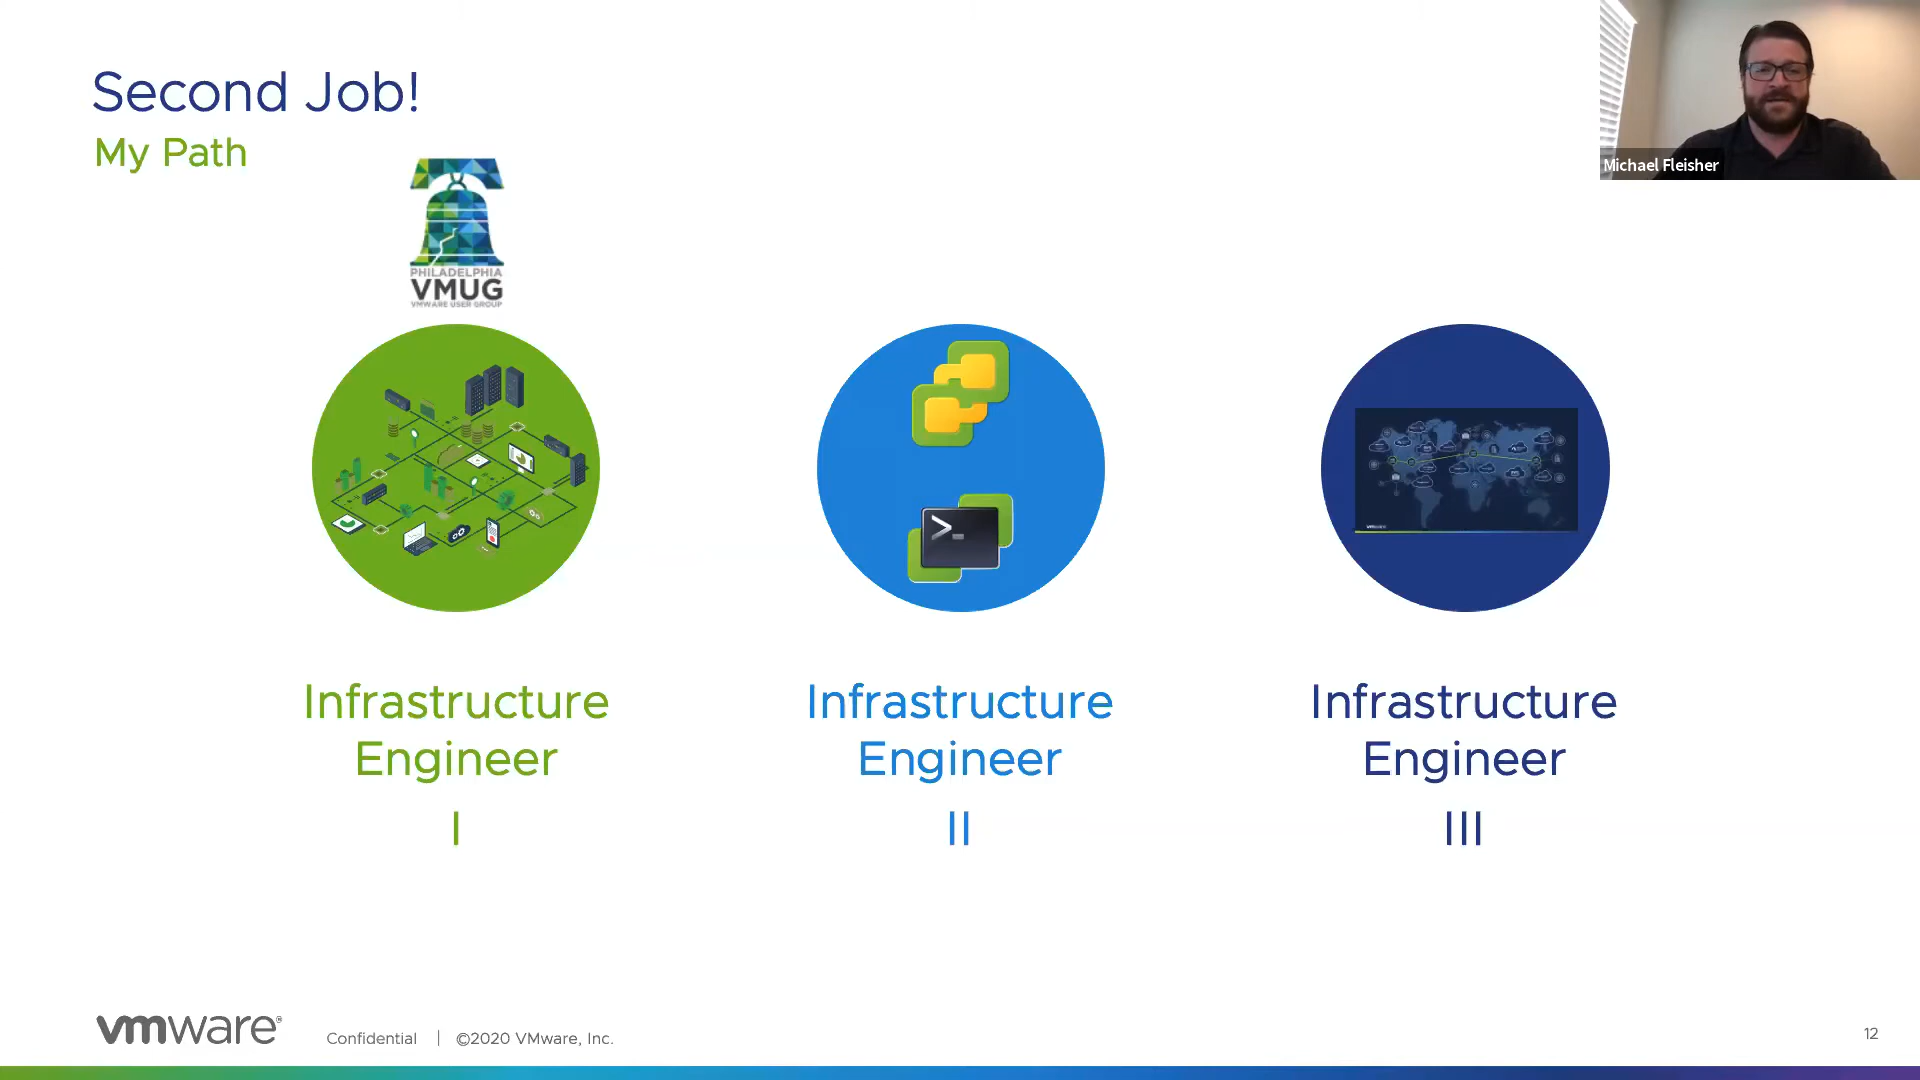 Second Job!
My Path
Michael Fleisher
PHILADELPHIA
VMUG
VMWARE USER GROUP
>_
vmware
Infrastructure
Engineer
I
Infrastructure
Engineer
II
Infrastructure
Engineer
III
vmware®
Confidential | ©2020 VMware, Inc.
12